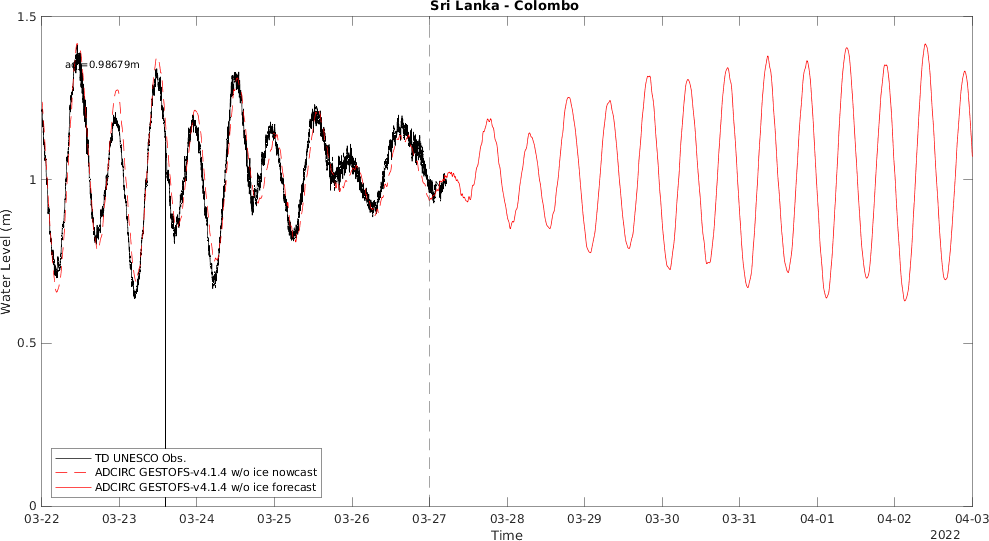 Sri Lanka - Colombo
1.5
=0.98679m
1
Water Level (m)
0.5
TD UNESCO Obs.
ADCIRC GESTOFS-v4.1.4 w/o ice nowcast
ADCIRC GESTOFS-v4.1.4 w/o ice forecast
0
03-22 03-23 03-24 03-25 03-26 03-27 03-28 03-29 03-30 03-31 04-01 04-02 04-03
Time
2022